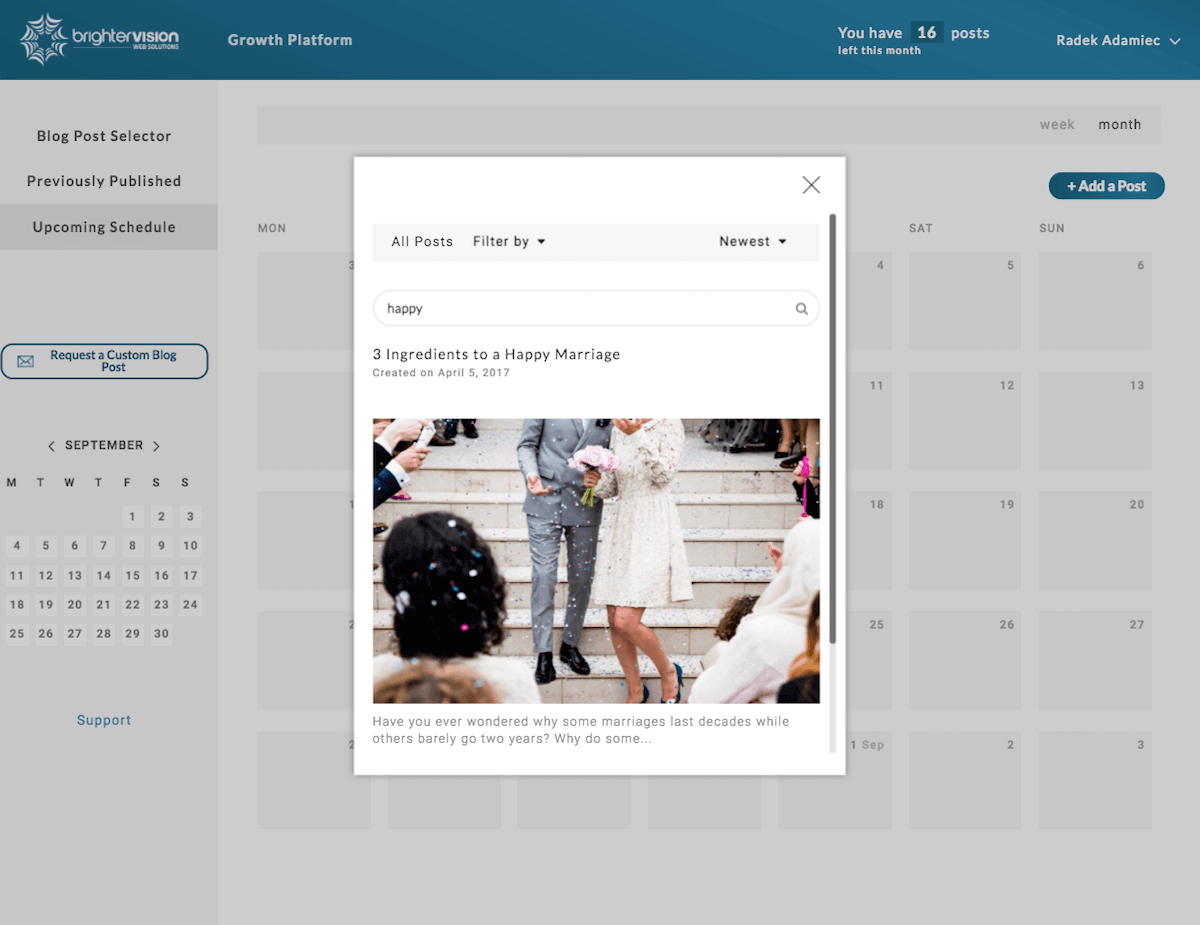 brightervision
WEB SOLUTIONS
Growth Platform
You have 16 posts
left this month
Radek Adamiec
Blog Post Selector
Previously Published
Upcoming Schedule
Request a Custom Blog
Post
SEPTEMBER
M T W T F S S
1 2 3
4 5 6 7 8 9 10
11 12 13 14 15 16 17
18 19 20 21 22 23 24
25 26 27 28 29 30
Support
week month
+ Add a Post
MON SAT SUN
All Posts Filter by Newest
happy
3 Ingredients to a Happy Marriage
Created on April 5, 2017
Have you ever wondered why some marriages last decades while
others barely go two years? Why do some...
4 5 6
11 12 13
18 19 20
25 26 27
1 Sep 2 3